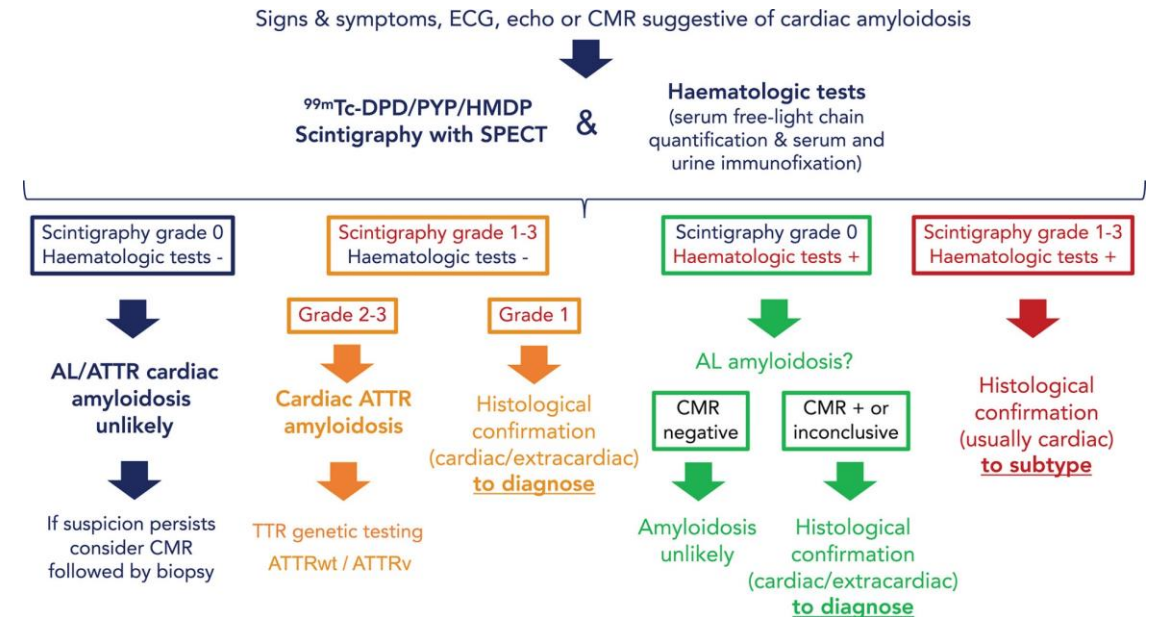 Signs & symptoms, ECG, echo or CMR suggestive of cardiac amyloidosis
⁹⁹ᵐTc-DPD/PYP/HMDP
Scintigraphy with SPECT
&
Haematologic tests
(serum free-light chain
quantification & serum and
urine immunofixation)
Scintigraphy grade 0
Haematologic tests -
Scintigraphy grade 1-3
Haematologic tests -
Scintigraphy grade 0
Haematologic tests +
Scintigraphy grade 1-3
Haematologic tests +
AL/ATTR cardiac
amyloidosis
unlikely
If suspicion persists
consider CMR
followed by biopsy
Grade 2-3
Cardiac ATTR
amyloidosis
TTR genetic testing
ATTRwt / ATTRv
Grade 1
Histological
confirmation
(cardiac/extracardiac)
to diagnose
AL amyloidosis?
CMR
negative
Amyloidosis
unlikely
CMR + or
inconclusive
Histological
confirmation
(cardiac/extracardiac)
to diagnose
Histological
confirmation
(usually cardiac)
to subtype